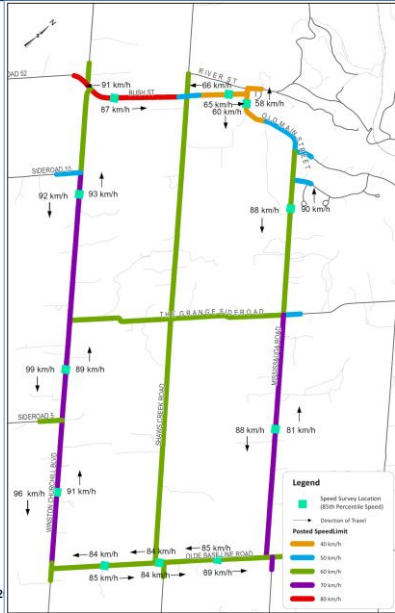 N
OAD 52
RIVER ST
91 km/h
66 km/h
BUSH ST
65 km/h
58 km/h
87 km/h
60 km/h
OLD MAIN STREET
SIDEROAD 10
92 km/h
93 km/h
88 km/h
90 km/h
THE GRANGE SIDEROAD
MISSISSAUGA ROAD
99 km/h
89 km/h
SHAWS CREEK ROAD
SIDEROAD 5
88 km/h
81 km/h
WINSTON CHURCHILL BLVD
96 km/h
91 km/h
84 km/h
84 km/h
85 km/h
OLDE BASE LINE ROAD
85 km/h
84 km/h
89 km/h
Legend
Speed Survey Location
(85th Percentile Speed)
Direction of Travel
Posted SpeedLimit
40 km/h
50 km/h
60 km/h
70 km/h
80 km/h
2